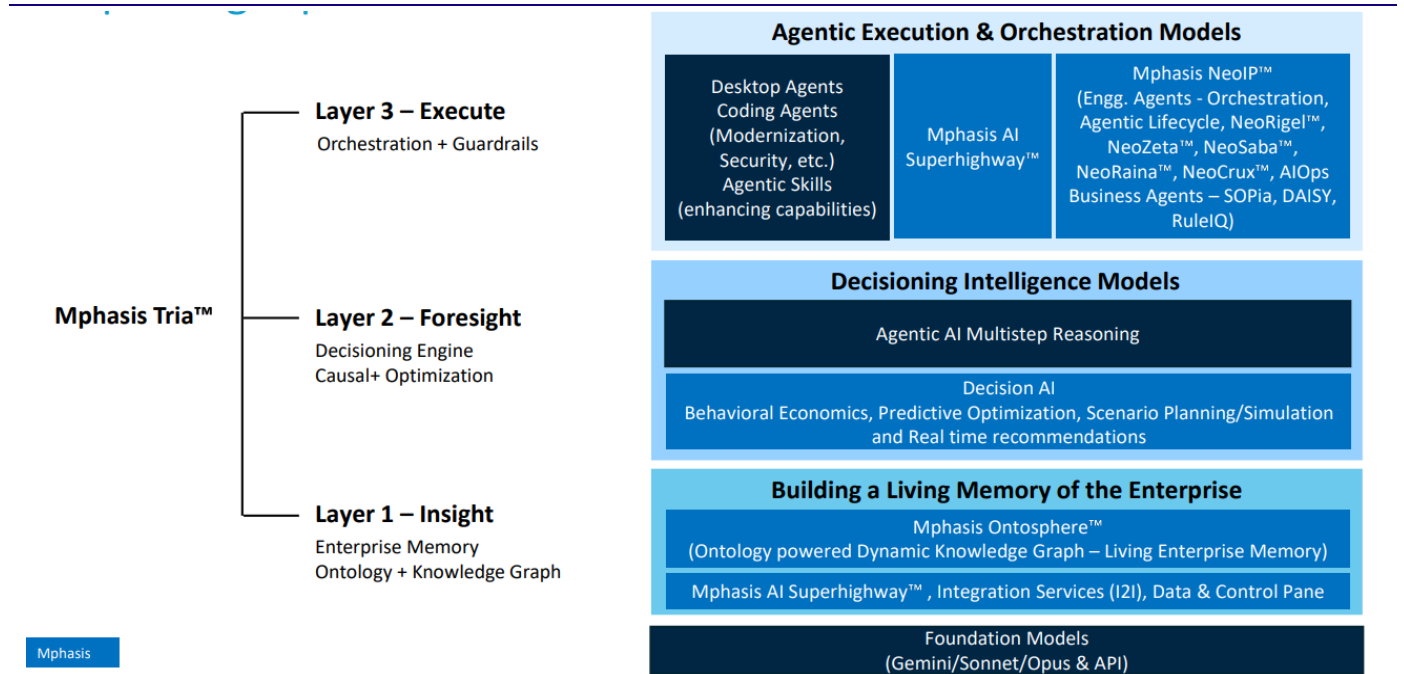 Agentic Execution & Orchestration Models
Layer 3 – Execute
Orchestration + Guardrails
Desktop Agents
Coding Agents
(Modernization,
Security, etc.)
Agentic Skills
(enhancing capabilities)
Mphasis AI
Superhighway™
Mphasis NeoIP™
(Engg. Agents - Orchestration,
Agentic Lifecycle, NeoRigel™,
NeoZeta™, NeoSaba™,
NeoRaina™, NeoCrux™, AIOps
Business Agents – SOPia, DAISY,
RuleIQ)
Mphasis Tria™
Layer 2 – Foresight
Decisioning Engine
Causal+ Optimization
Decisioning Intelligence Models
Agentic AI Multistep Reasoning
Decision AI
Behavioral Economics, Predictive Optimization, Scenario Planning/Simulation
and Real time recommendations
Layer 1 – Insight
Enterprise Memory
Ontology + Knowledge Graph
Building a Living Memory of the Enterprise
Mphasis Ontosphere™
(Ontology powered Dynamic Knowledge Graph – Living Enterprise Memory)
Mphasis AI Superhighway™ , Integration Services (I2I), Data & Control Pane
Foundation Models
(Gemini/Sonnet/Opus & API)
Mphasis